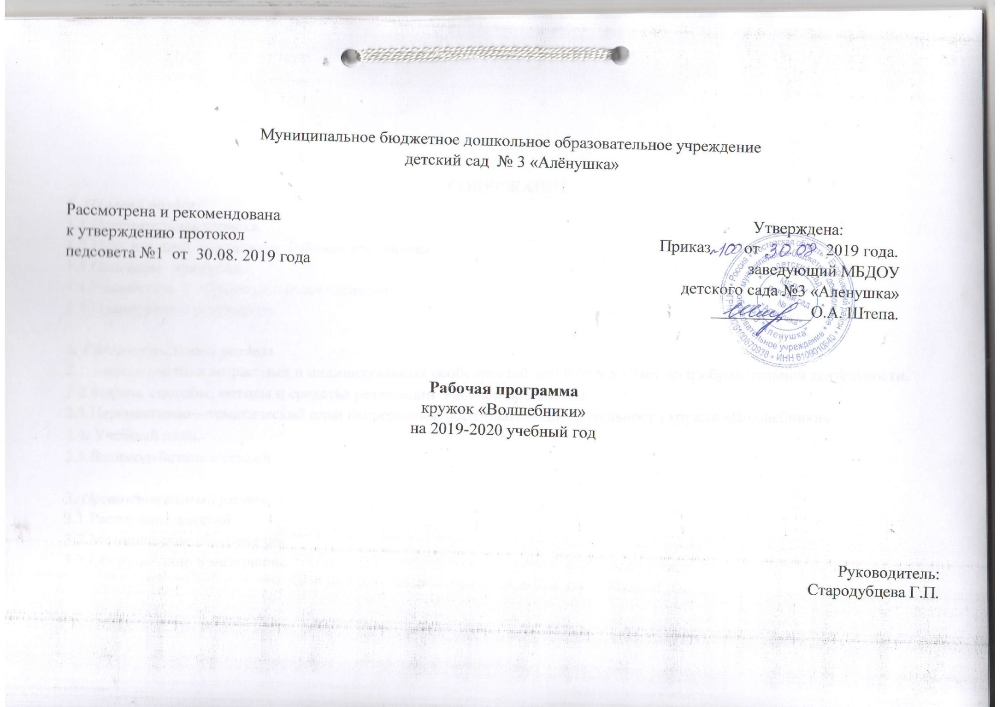 Муниципальное бюджетное дошкольное образовательное учреждение
детский сад № 3 «Алёнушка»
Рассмотрена и рекомендована
к утверждению протокол
педсовета №1 от 30.08. 2019 года
Утверждена:
Приказ №100 от 30.08 2019 года.
заведующий МБДОУ
детского сада №3 «Аленушка»
О.А. Штепа.
Рабочая программа
кружок «Волшебники»
на 2019-2020 учебный год
Руководитель:
Стародубцева Г.П.